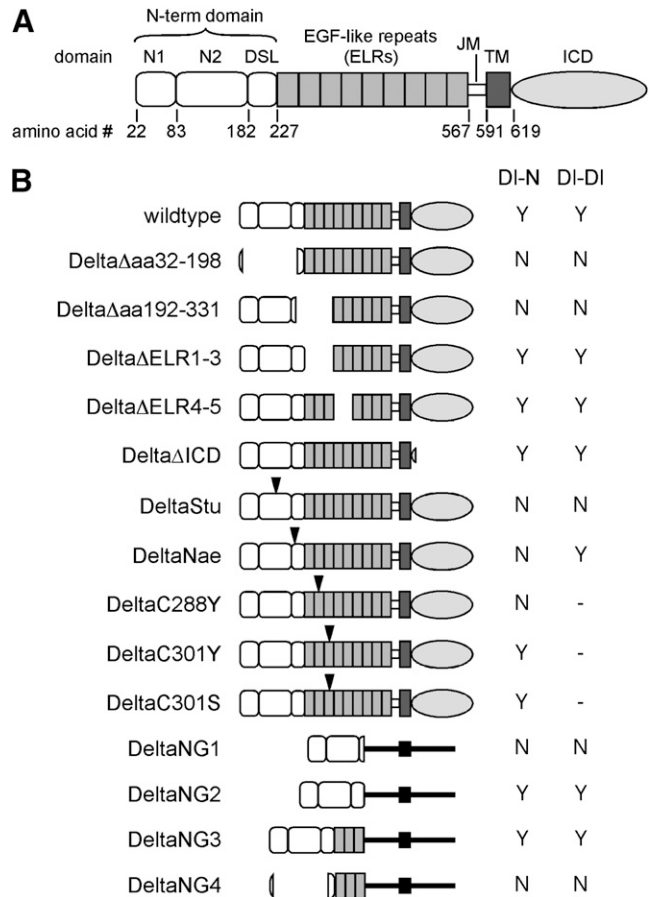 A
N-term domain
EGF-like repeats
(ELRs)
JM
domain N1 N2 DSL TM ICD
amino acid # 22 83 182 227 567 591 619
B
Dl-N Dl-Dl
wildtype Y Y
DeltaΔaa32-198 N N
DeltaΔaa192-331 N N
DeltaΔELR1-3 Y Y
DeltaΔELR4-5 Y Y
DeltaΔICD Y Y
DeltaStu N N
DeltaNae N Y
DeltaC288Y N -
DeltaC301Y Y -
DeltaC301S Y -
DeltaNG1 N N
DeltaNG2 Y Y
DeltaNG3 Y Y
DeltaNG4 N N